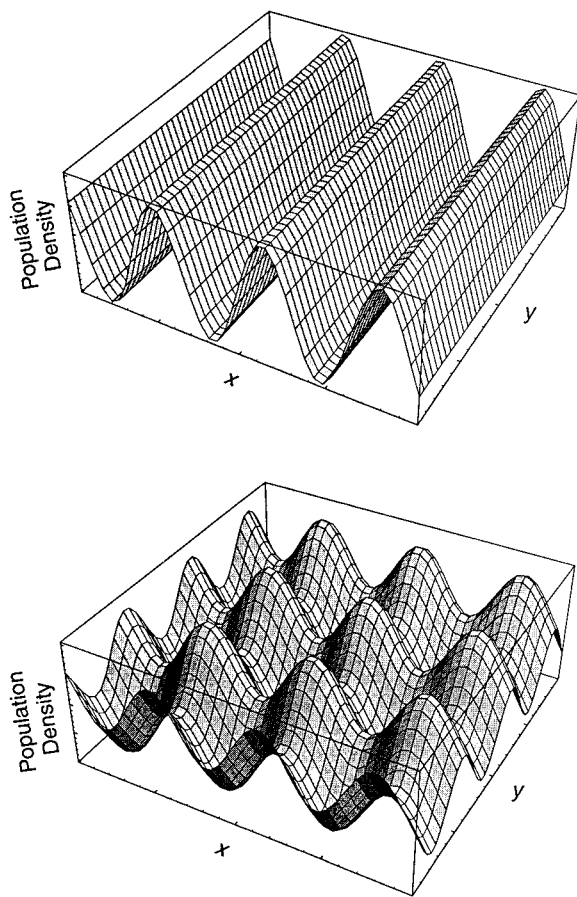 Population
Density
x
y
Population
Density
x
y